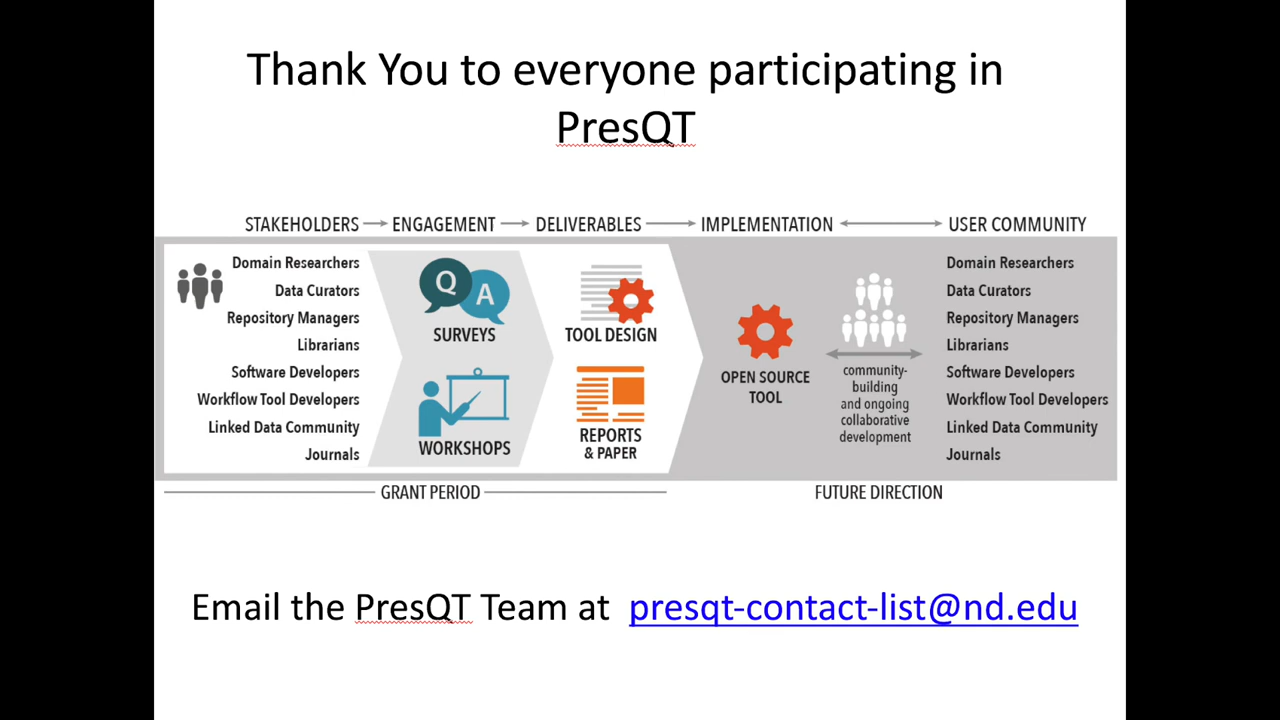 Thank You to everyone participating in
PresQT
STAKEHOLDERS
ENGAGEMENT
DELIVERABLES
IMPLEMENTATION
USER COMMUNITY
Domain Researchers
Data Curators
Repository Managers
Librarians
Software Developers
Workflow Tool Developers
Linked Data Community
Journals
Q
A
SURVEYS
WORKSHOPS
TOOL DESIGN
REPORTS
& PAPER
OPEN SOURCE
TOOL
community-
building
and ongoing
collaborative
development
Domain Researchers
Data Curators
Repository Managers
Librarians
Software Developers
Workflow Tool Developers
Linked Data Community
Journals
GRANT PERIOD
FUTURE DIRECTION
Email the PresQT Team at presqt-contact-list@nd.edu